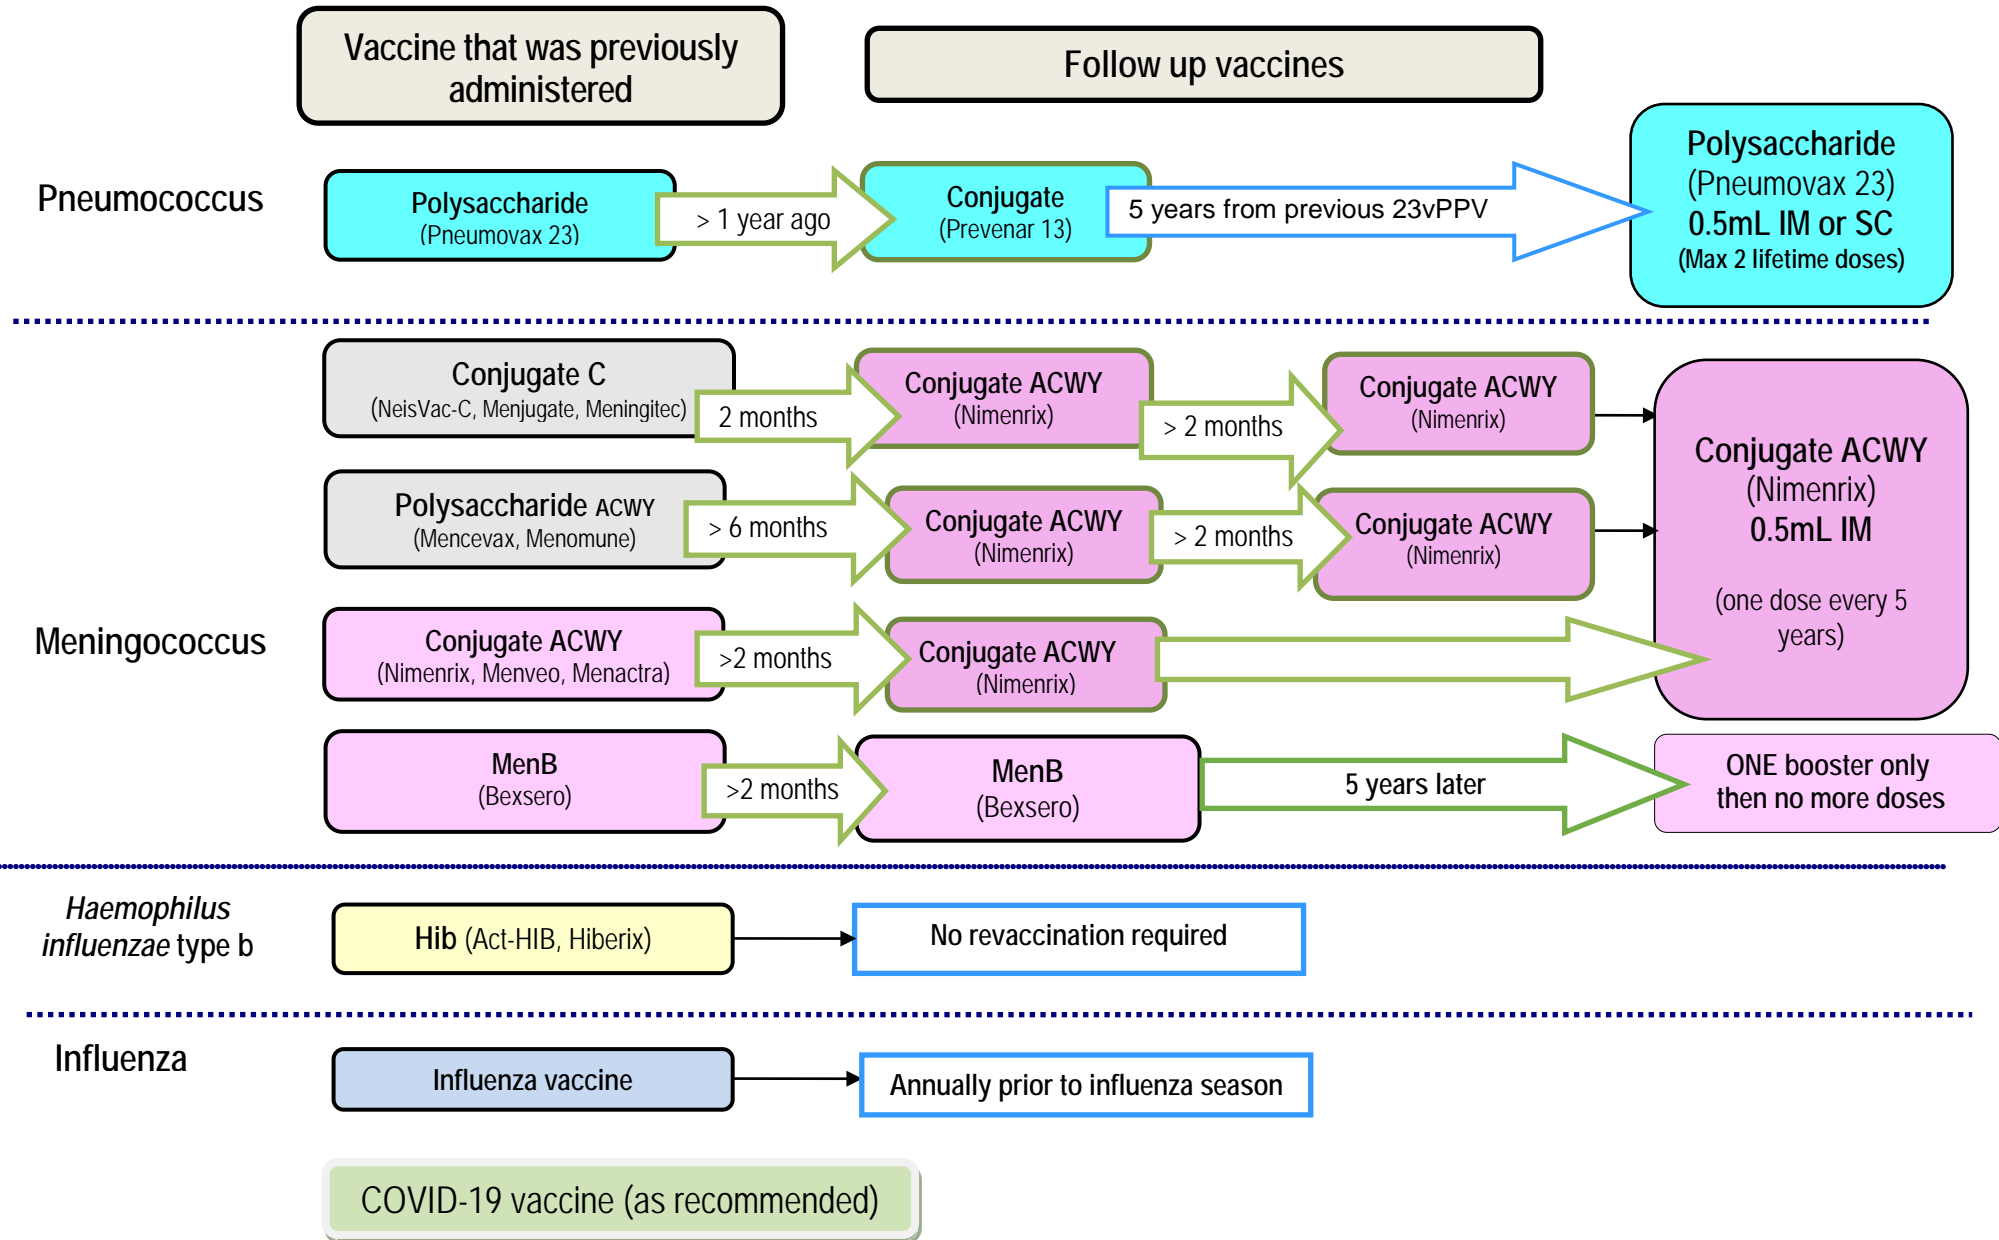 Vaccine that was previously
administered
Follow up vaccines
Pneumococcus
Polysaccharide
(Pneumovax 23)
> 1 year ago
Conjugate
(Prevenar 13)
5 years from previous 23vPPV
Polysaccharide
(Pneumovax 23)
0.5mL IM or SC
(Max 2 lifetime doses)
Meningococcus
Conjugate C
(NeisVac-C, Menjugate, Meningitec)
2 months
Conjugate ACWY
(Nimenrix)
> 2 months
Conjugate ACWY
(Nimenrix)
Polysaccharide ACWY
(Mencevax, Menomune)
> 6 months
Conjugate ACWY
(Nimenrix)
> 2 months
Conjugate ACWY
(Nimenrix)
Conjugate ACWY
(Nimenrix)
0.5mL IM
(one dose every 5
years)
Conjugate ACWY
(Nimenrix, Menveo, Menactra)
>2 months
Conjugate ACWY
(Nimenrix)
MenB
(Bexsero)
>2 months
MenB
(Bexsero)
5 years later
ONE booster only
then no more doses
Haemophilus
influenzae type b
Hib (Act-HIB, Hiberix)
No revaccination required
Influenza
Influenza vaccine
Annually prior to influenza season
COVID-19 vaccine (as recommended)